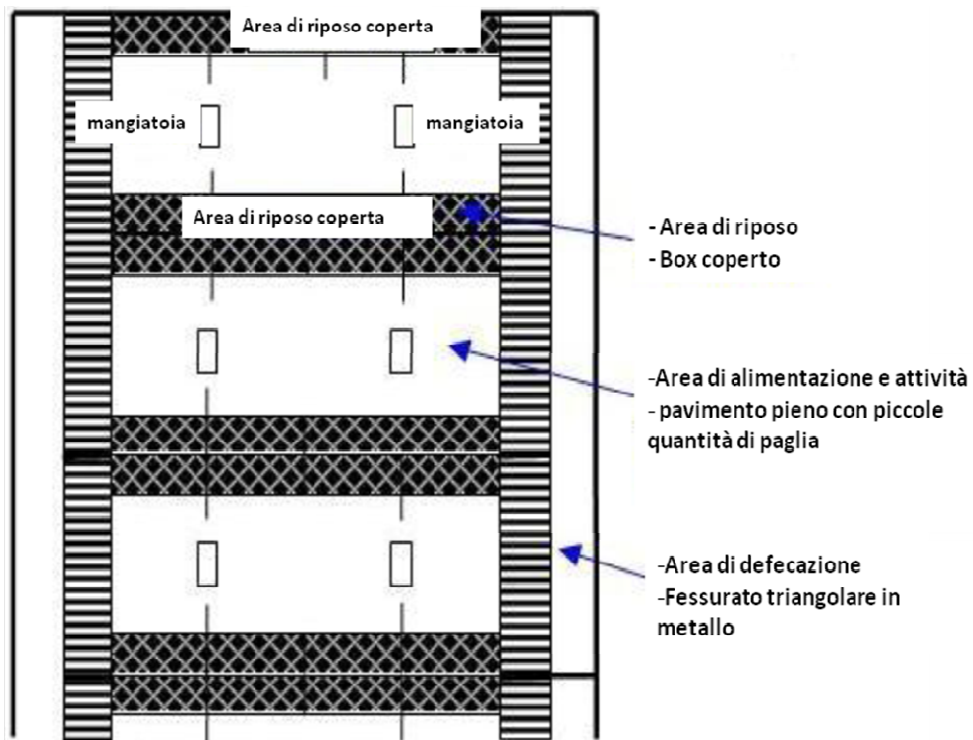 Area di riposo coperta
mangiatoia
mangiatoia
Area di riposo coperta
- Area di riposo
- Box coperto
-Area di alimentazione e attività
- pavimento pieno con piccole
quantità di paglia
-Area di defecazione
-Fessurato triangolare in
metallo